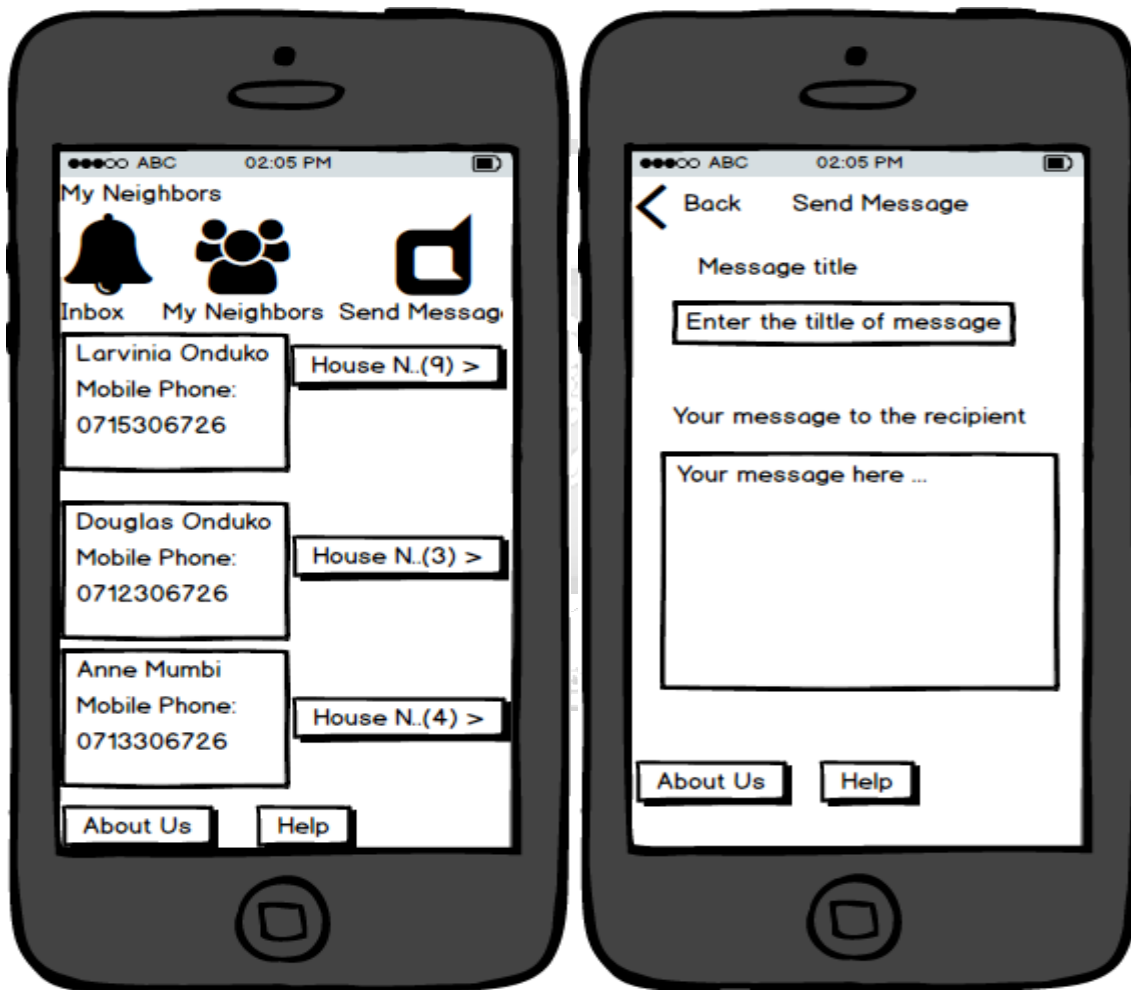 ABC 02:05 PM
My Neighbors
Inbox My Neighbors Send Messag
Larvinia Onduko
Mobile Phone:
0715306726
House N..(9) >
Douglas Onduko
Mobile Phone:
0712306726
House N..(3) >
Anne Mumbi
Mobile Phone:
0713306726
House N..(4) >
About Us Help
ABC 02:05 PM
Back Send Message
Message title
Enter the tiltle of message
Your message to the recipient
Your message here ...
About Us Help